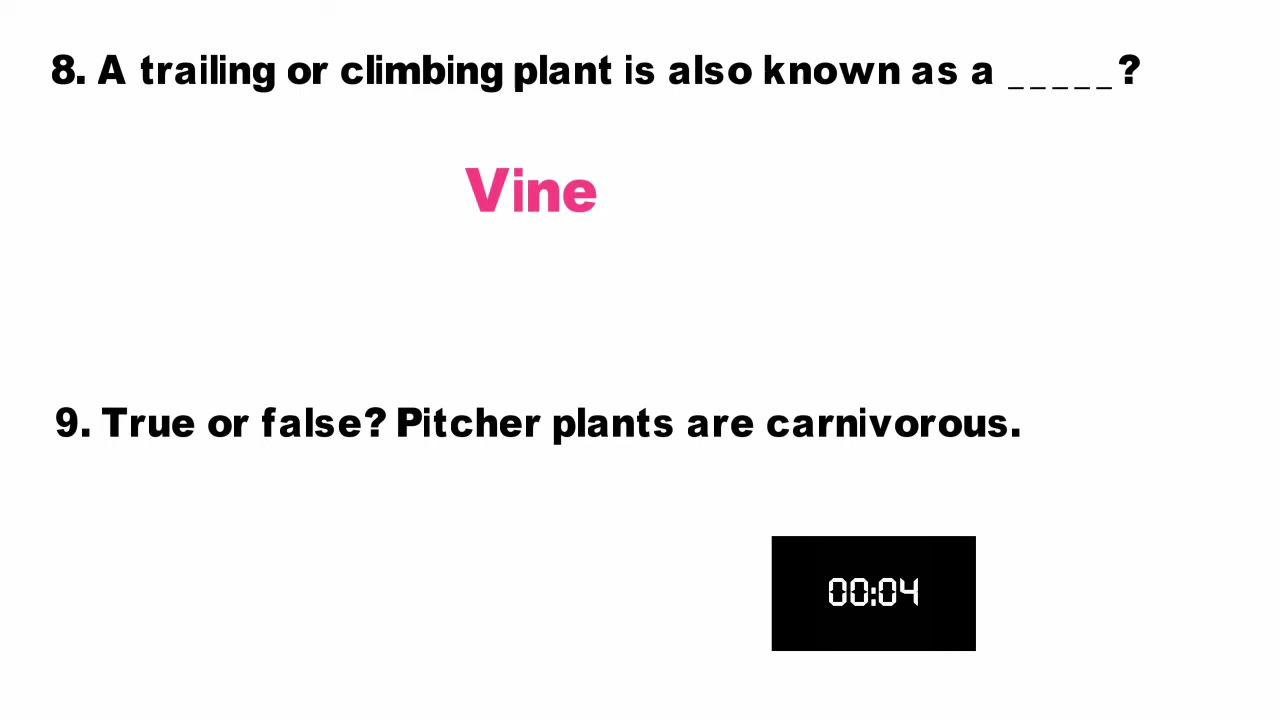 8. A trailing or climbing plant is also known as a _ _ _ _ _?
Vine
9. True or false? Pitcher plants are carnivorous.
00:04